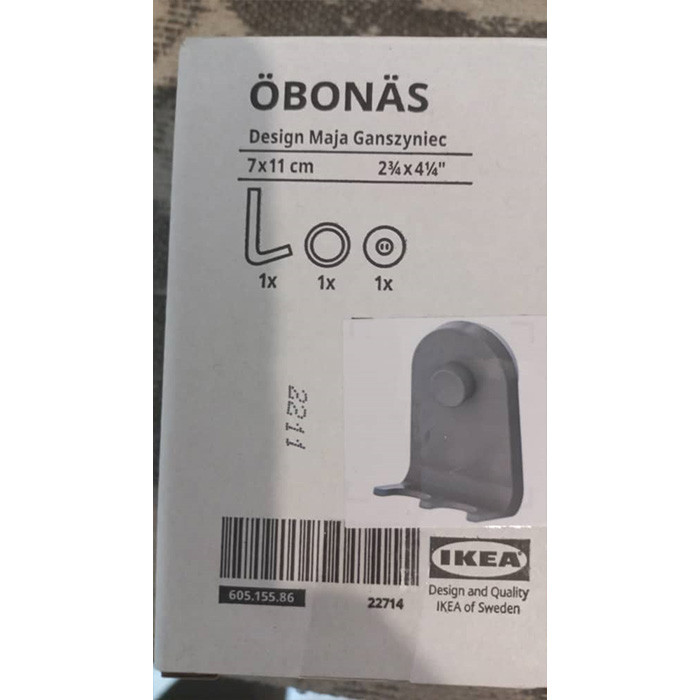 ÖBONÄS
Design Maja Ganszyniec
7x11 cm 2¾x4¼"
1x 1x 1x
1122
605.155.86
22714
IKEA
Design and Quality
IKEA of Sweden